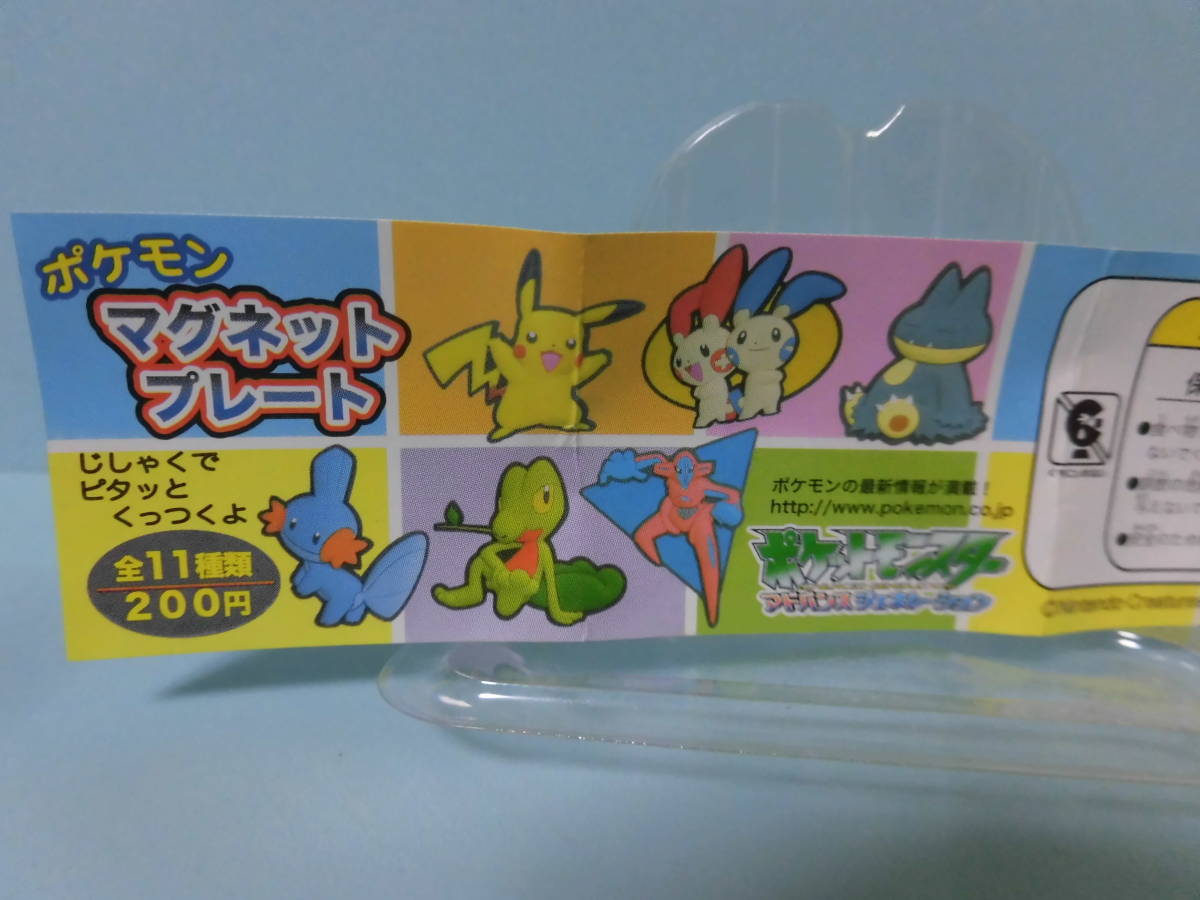 ポケモン
マグネット
プレート
じしゃくで
ピタッと
くっつくよ
全11種類
200円
ポケモンの最新情報が満載！
http://www.pokemon.co.jp
ポケットモンスター
アドバンスジェネレーション
©Nintendo・Creatures